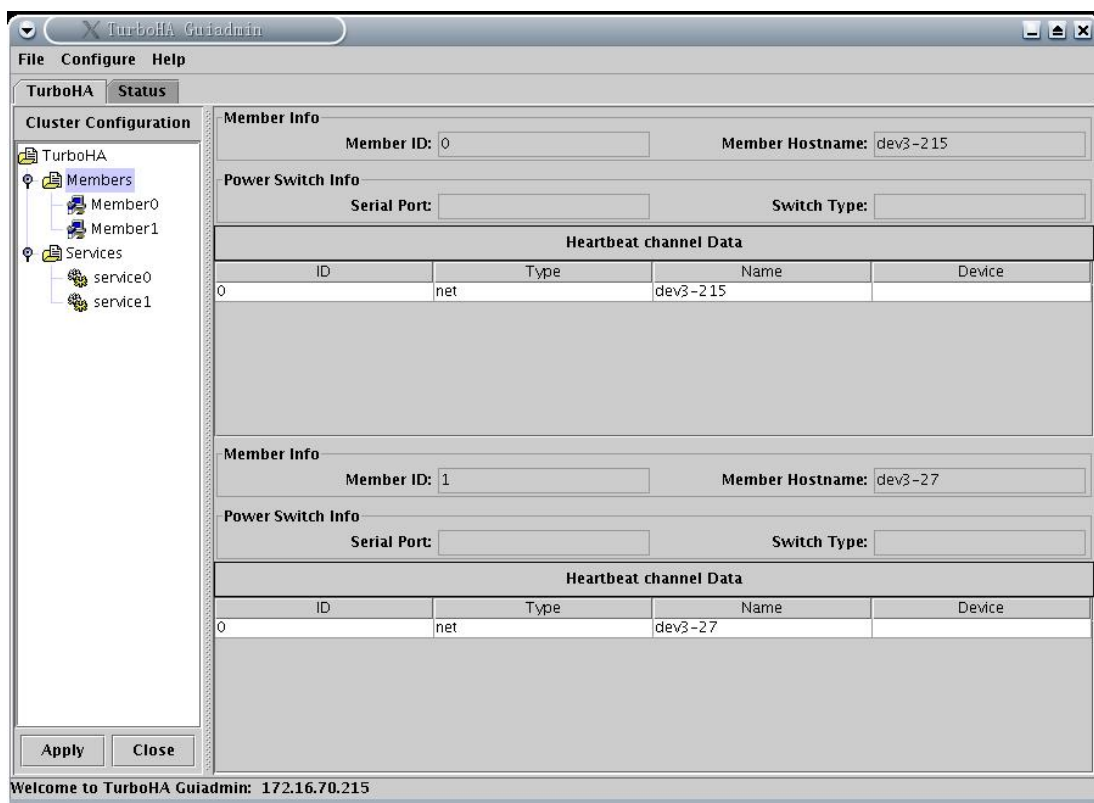 TurboHA Guiadmin
File Configure Help
TurboHA Status
Cluster Configuration
TurboHA
Members
Member0
Member1
Services
service0
service1
Apply Close
Member Info
Member ID: 0 Member Hostname: dev3-215
Power Switch Info
Serial Port: Switch Type:
Heartbeat channel Data
ID Type Name Device
0 net dev3-215
Member Info
Member ID: 1 Member Hostname: dev3-27
Power Switch Info
Serial Port: Switch Type:
Heartbeat channel Data
ID Type Name Device
0 net dev3-27
Welcome to TurboHA Guiadmin: 172.16.70.215